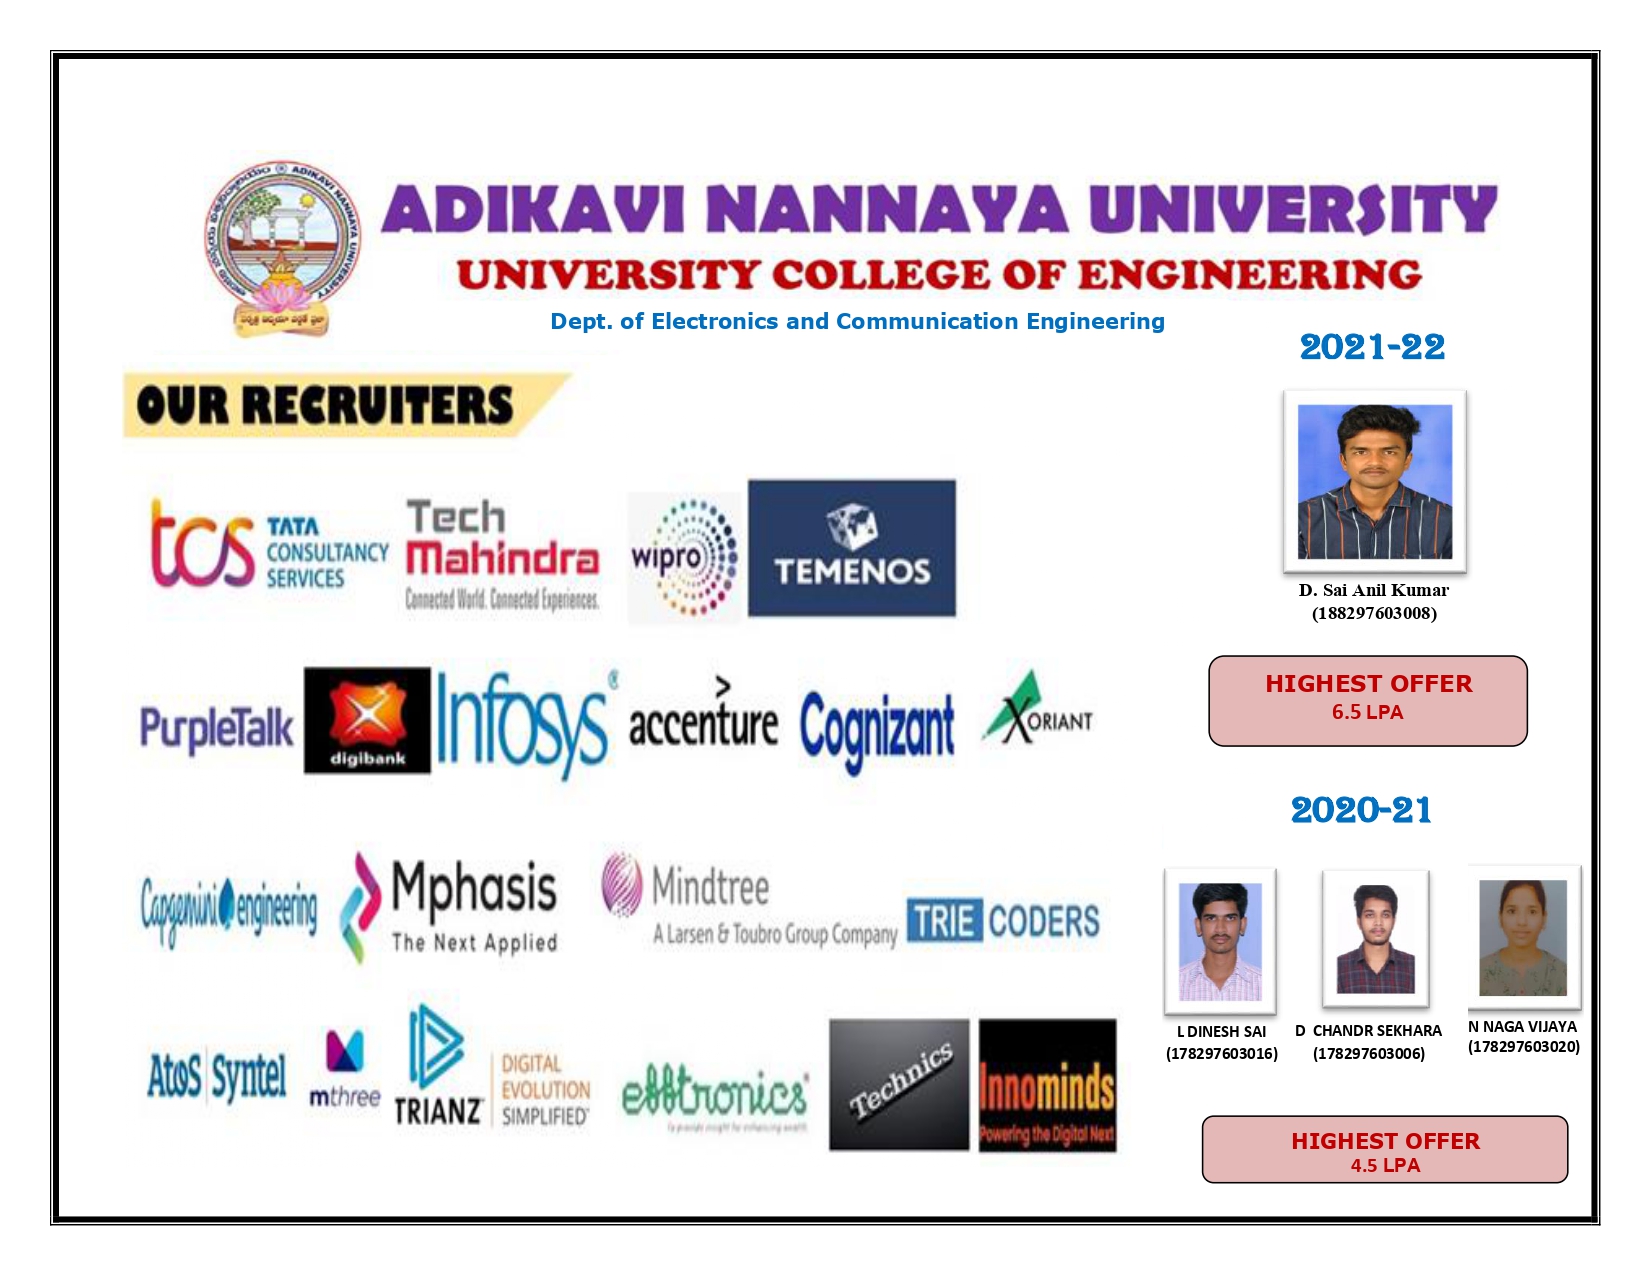 ADIKAVI NANNAYA UNIVERSITY
UNIVERSITY COLLEGE OF ENGINEERING
Dept. of Electronics and Communication Engineering
ADIKAVI NANNAYA UNIVERSITY
OUR RECRUITERS
tcs TATA
CONSULTANCY
SERVICES
Tech
Mahindra
Connected World. Connected Experiences.
wipro
TEMENOS
PurpleTalk
digibank
Infosys®
accenture
Cognizant
XORIANT
Capgemini engineering
Mphasis
The Next Applied
Mindtree
A Larsen & Toubro Group Company
TRIE CODERS
AtoS Syntel
mthree
TRIANZ
DIGITAL
EVOLUTION
SIMPLIFIED
efftronics®
Technics
Innominds
Powering the Digital Next
2021-22
D. Sai Anil Kumar
(188297603008)
HIGHEST OFFER
6.5 LPA
2020-21
L DINESH SAI
(178297603016)
D CHANDR SEKHARA
(178297603006)
N NAGA VIJAYA
(178297603020)
HIGHEST OFFER
4.5 LPA